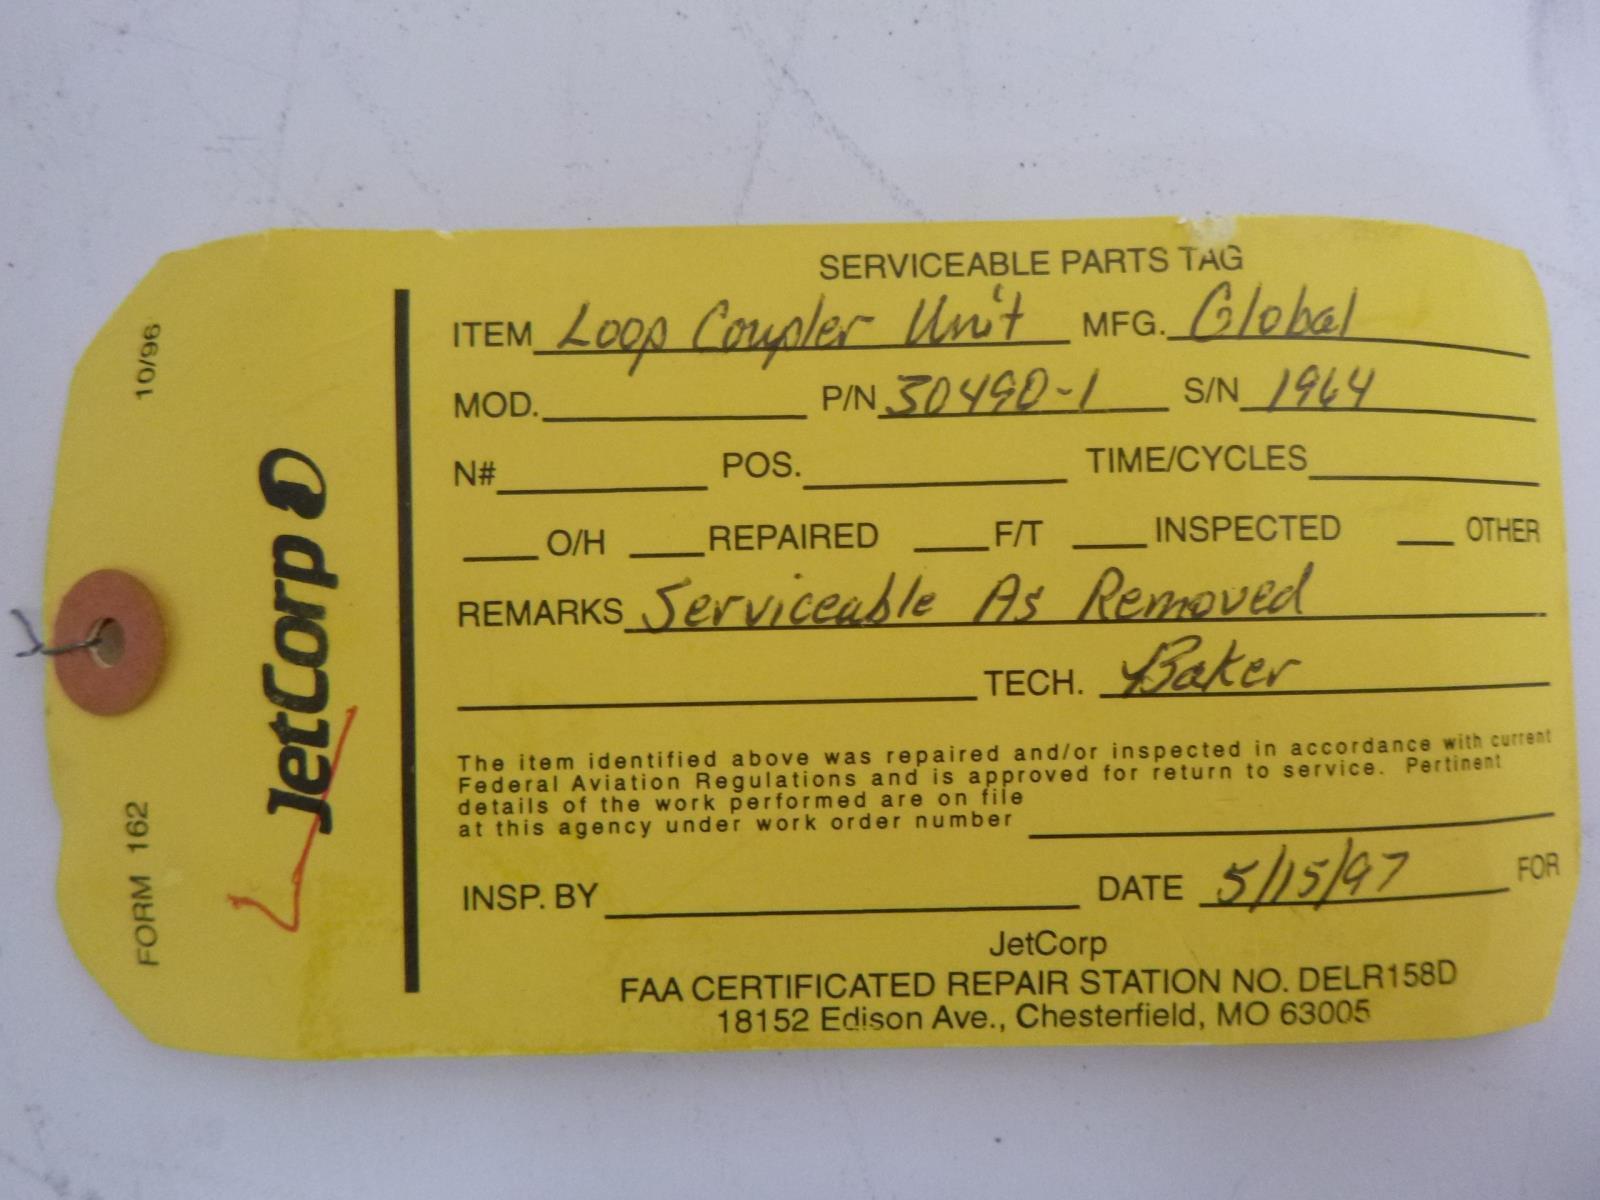 SERVICEABLE PARTS TAG
ITEM Loop Coupler Unit MFG. Global
MOD. P/N 30490-1 S/N 1964
N# POS. TIME/CYCLES
O/H REPAIRED F/T INSPECTED OTHER
REMARKS Serviceable As Removed
TECH. Baker
The item identified above was repaired and/or inspected in accordance with current
Federal Aviation Regulations and is approved for return to service. Pertinent
details of the work performed are on file
at this agency under work order number
INSP. BY DATE 5/15/97 FOR
JetCorp
FAA CERTIFICATED REPAIR STATION NO. DELR158D
18152 Edison Ave., Chesterfield, MO 63005
JetCorp
FORM 162 10/96